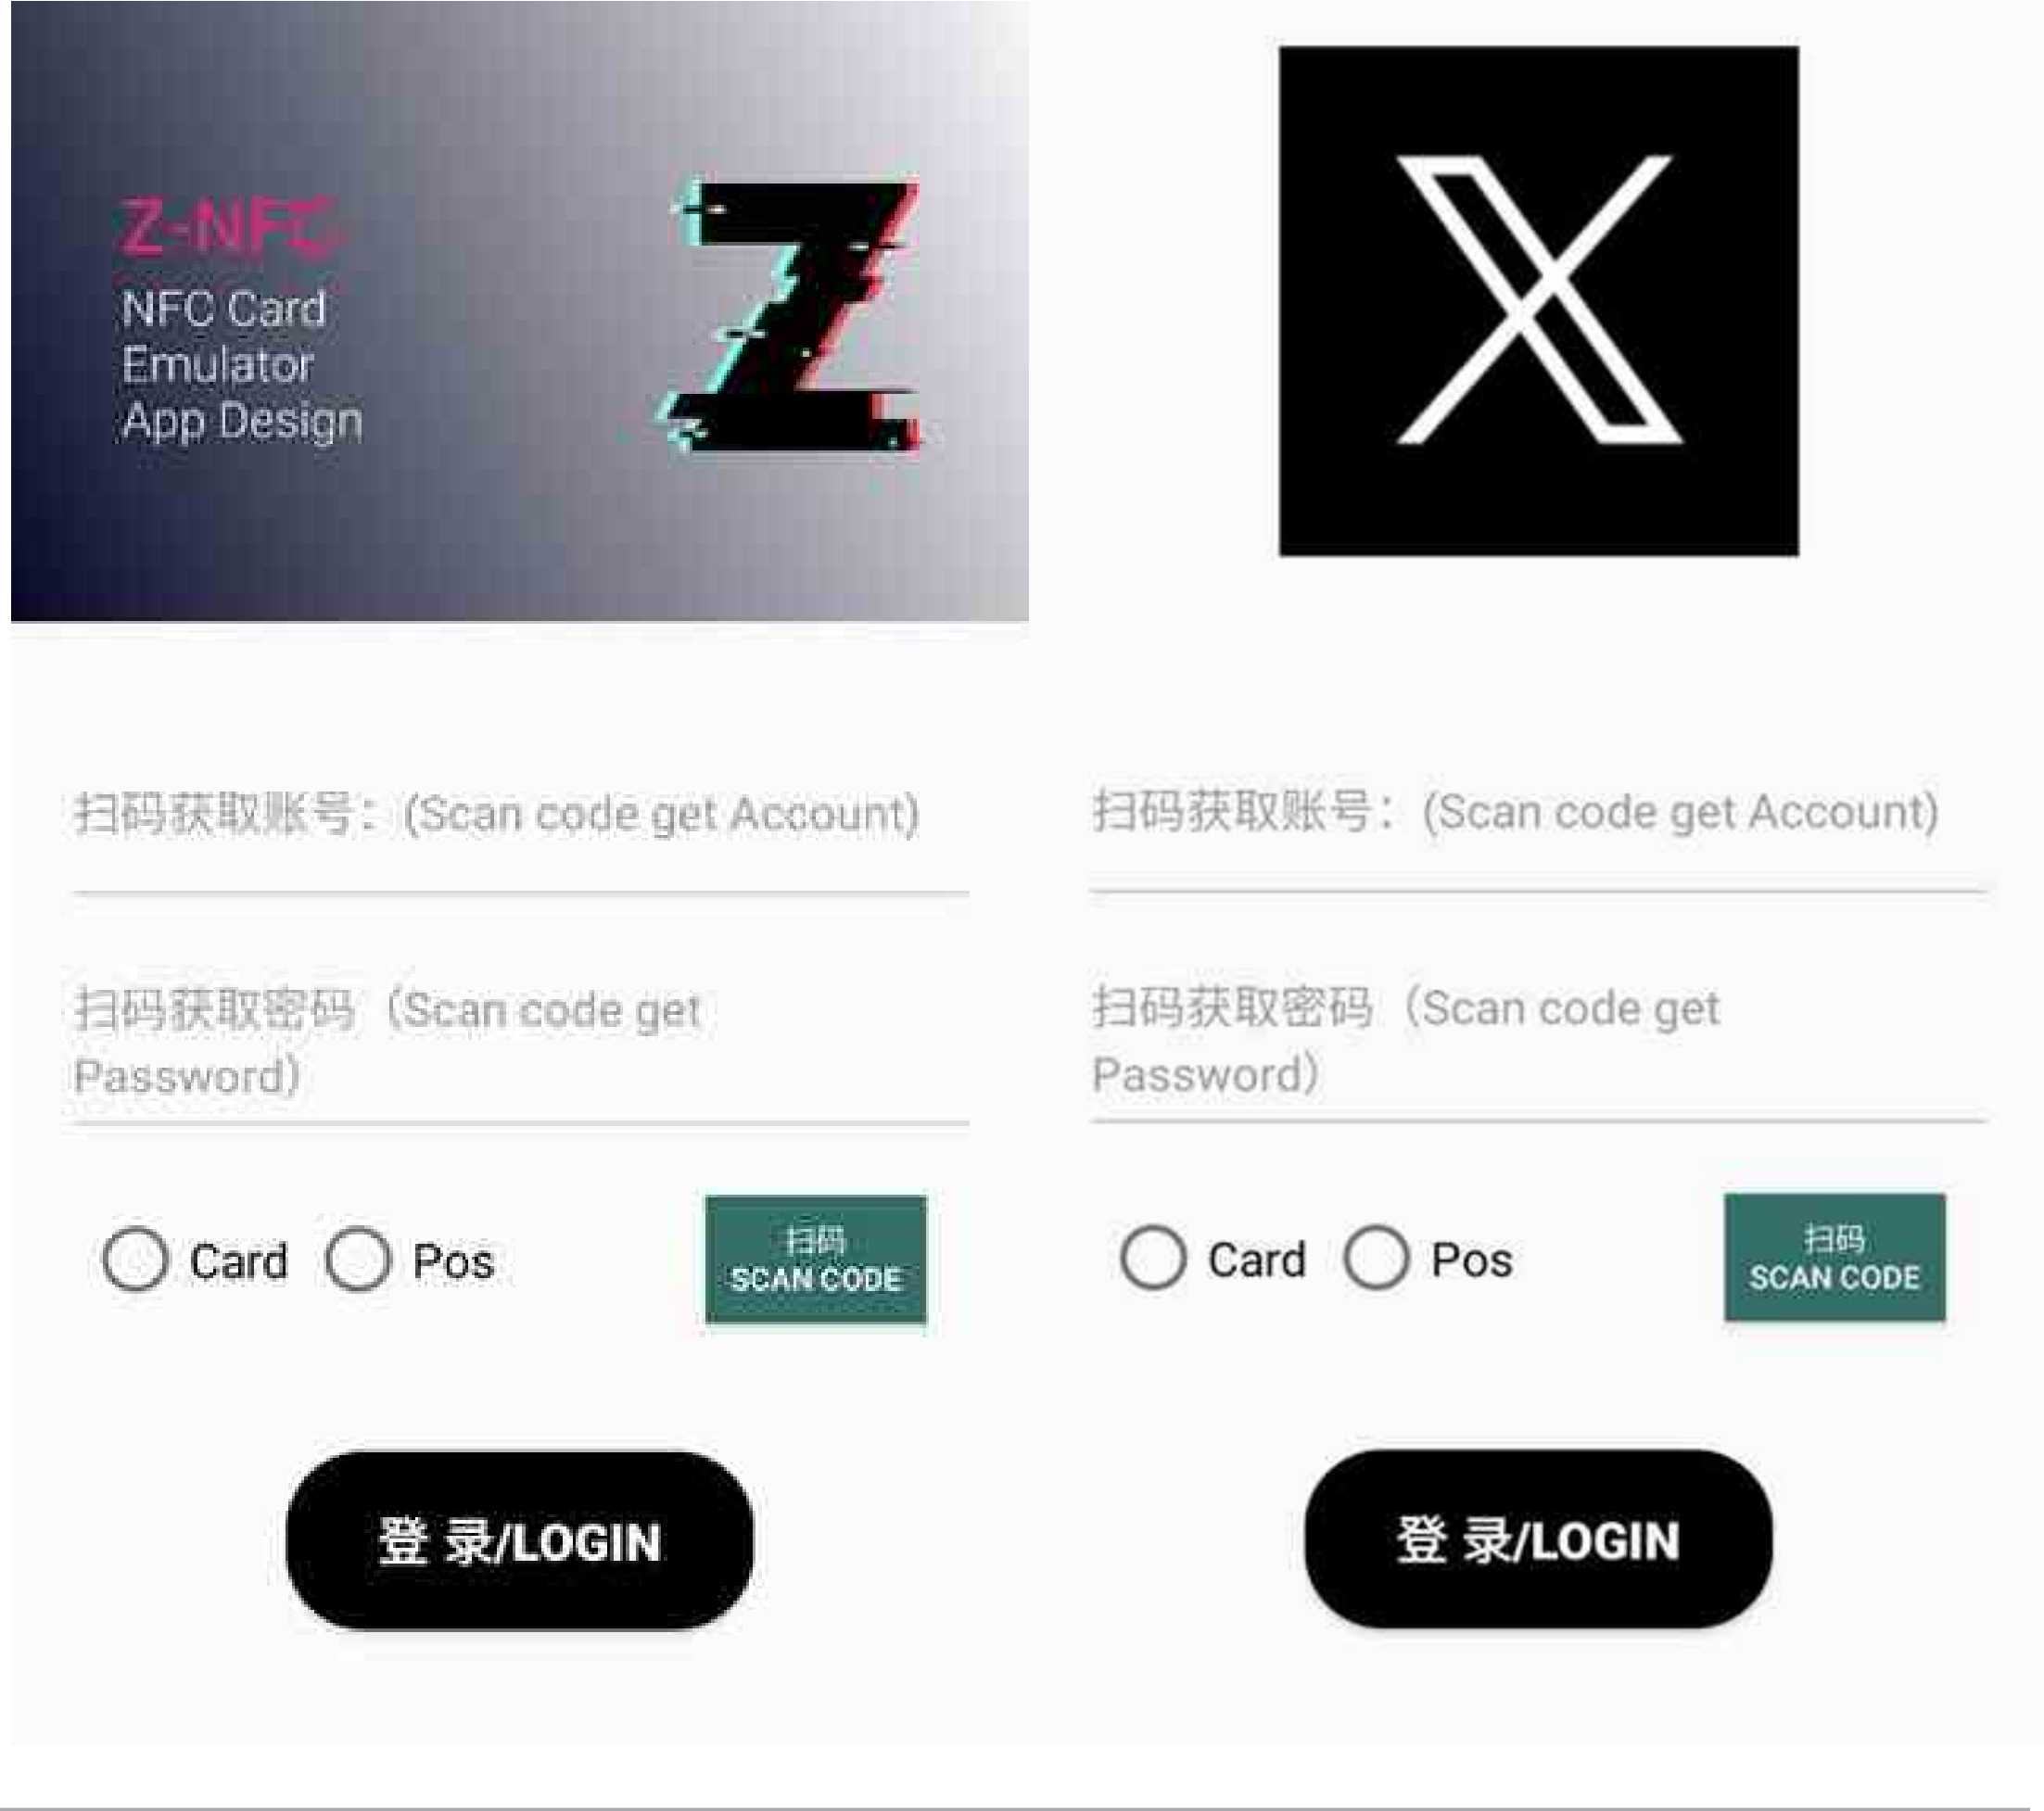 Z-NFC
NFC Card
Emulator
App Design
Z
扫码获取账号：(Scan code get Account)
扫码获取密码（Scan code get
Password）
Card
Pos
扫码
SCAN CODE
登 录/LOGIN
X
扫码获取账号：(Scan code get Account)
扫码获取密码（Scan code get
Password）
Card
Pos
扫码
SCAN CODE
登 录/LOGIN